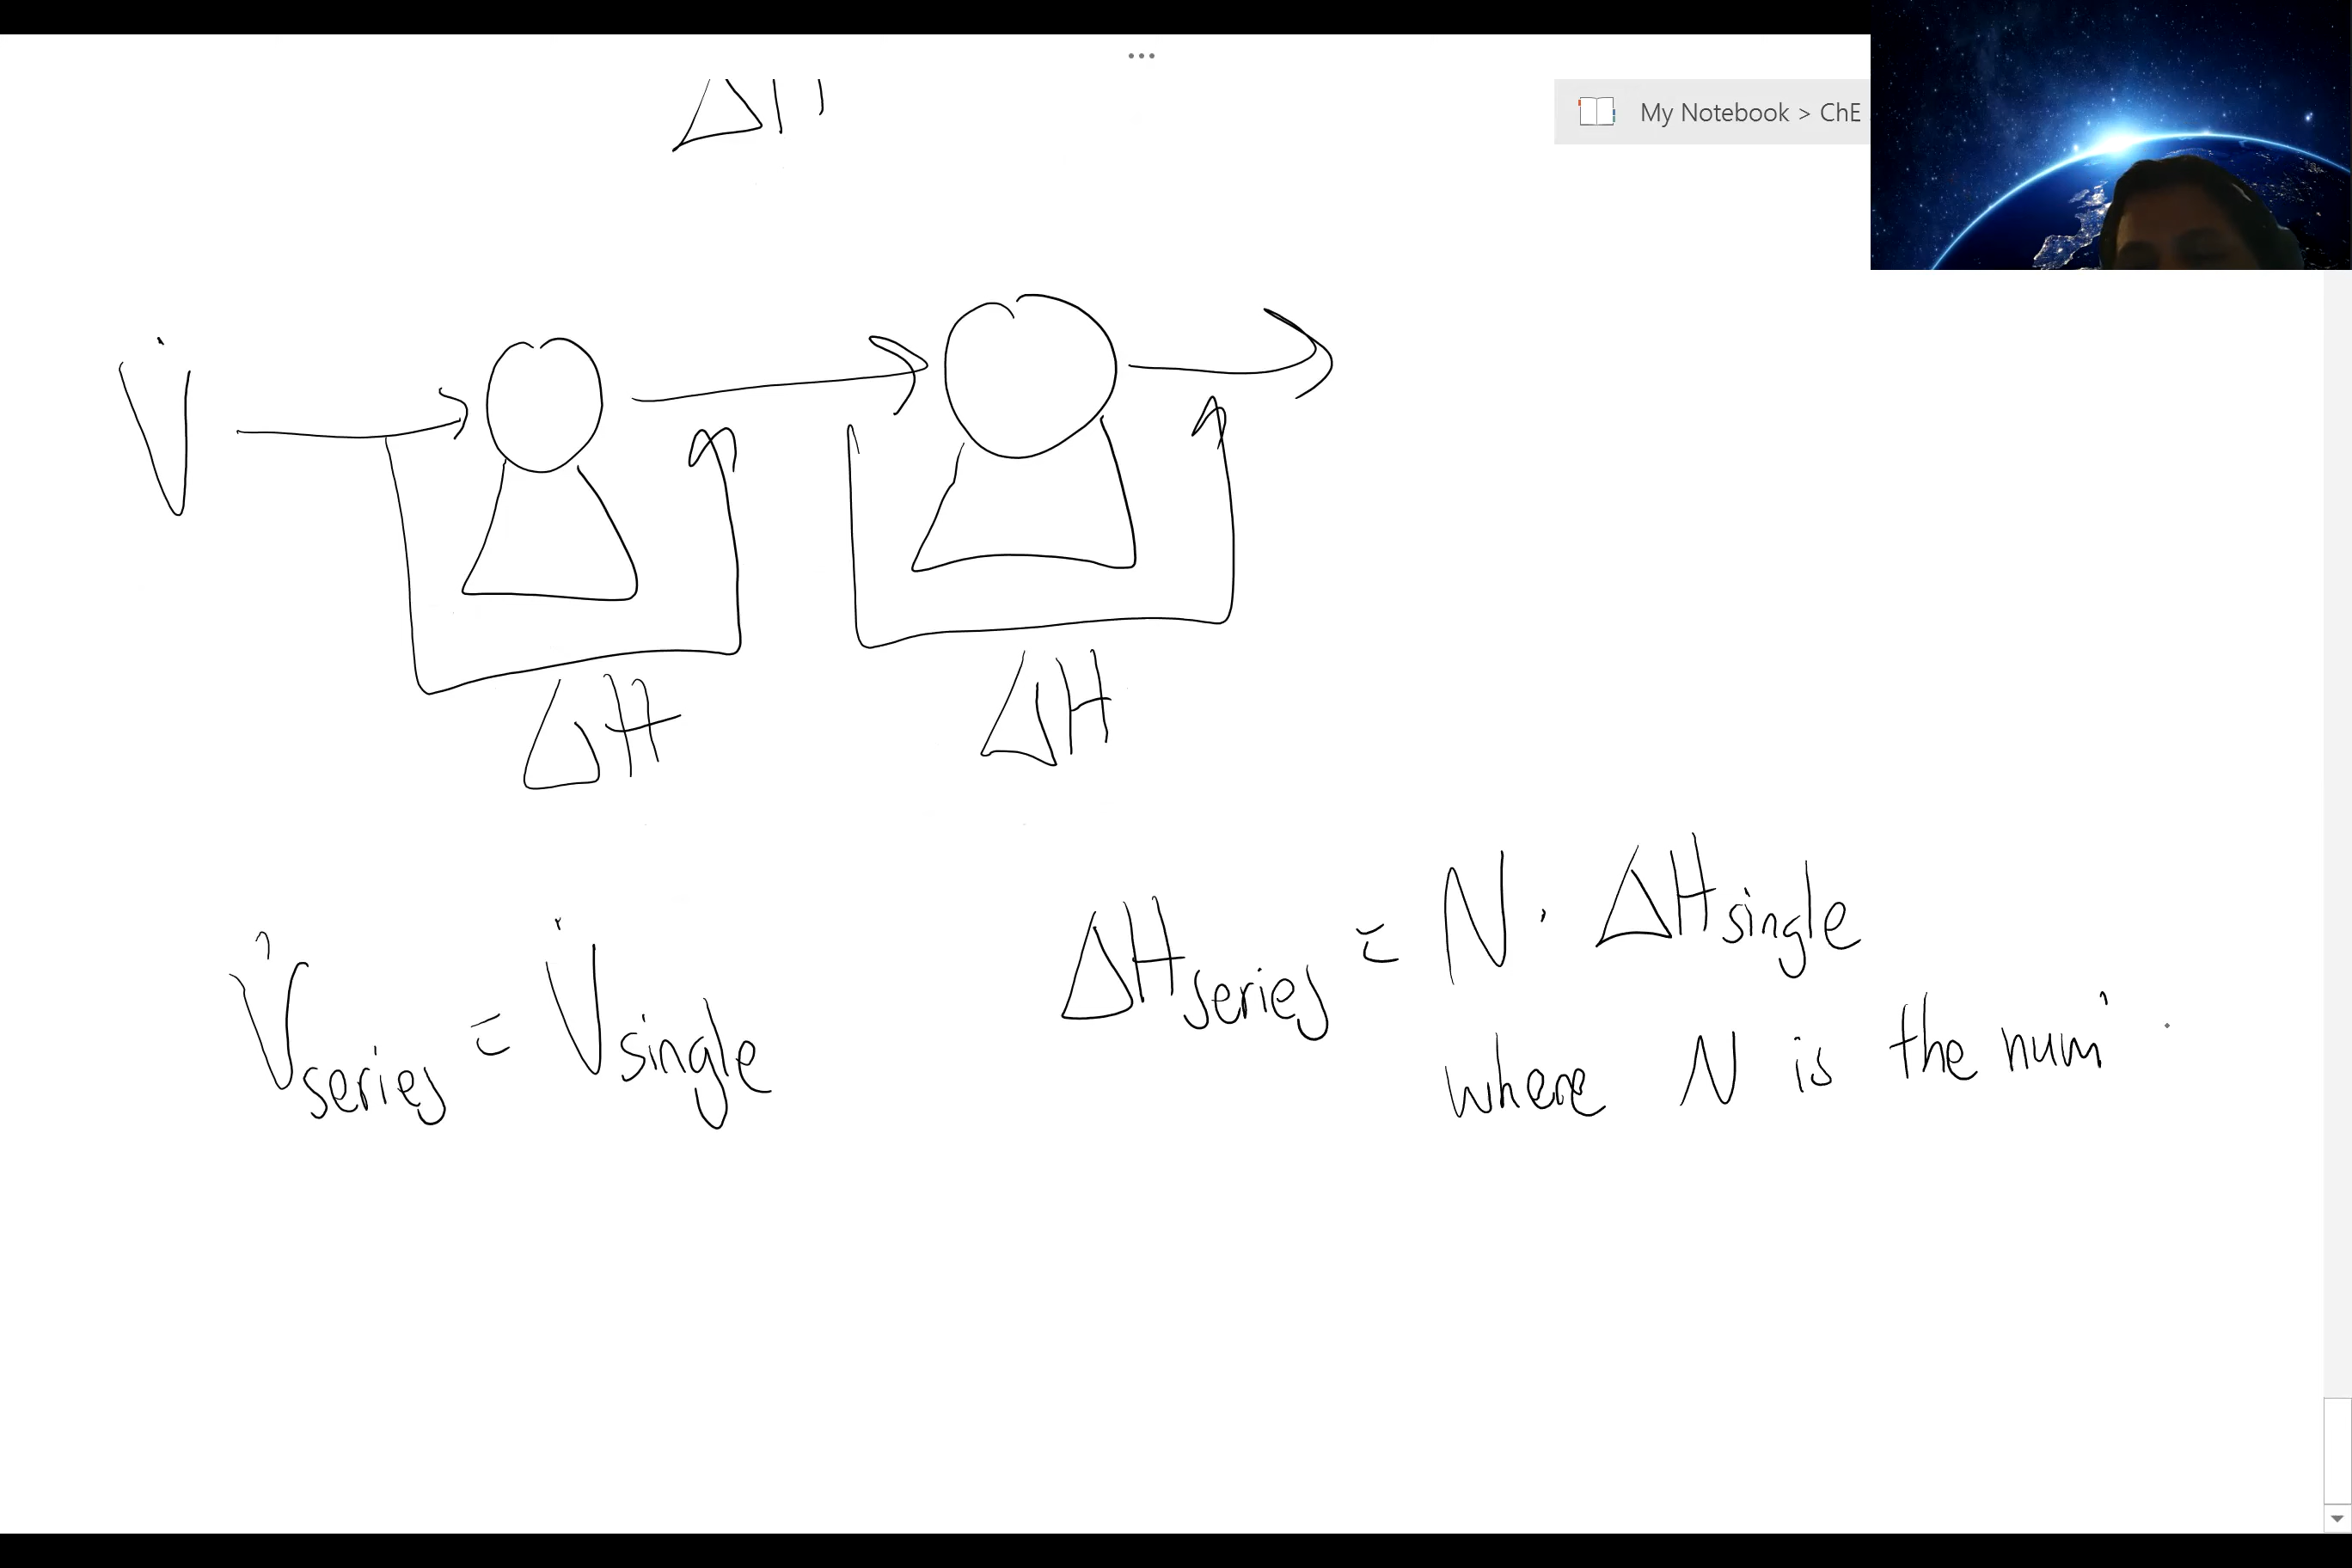 ΔH
My Notebook > ChE
V̇
ΔH
ΔH
V̇series = V̇single
ΔHseries = N · ΔHsingle
where N is the num